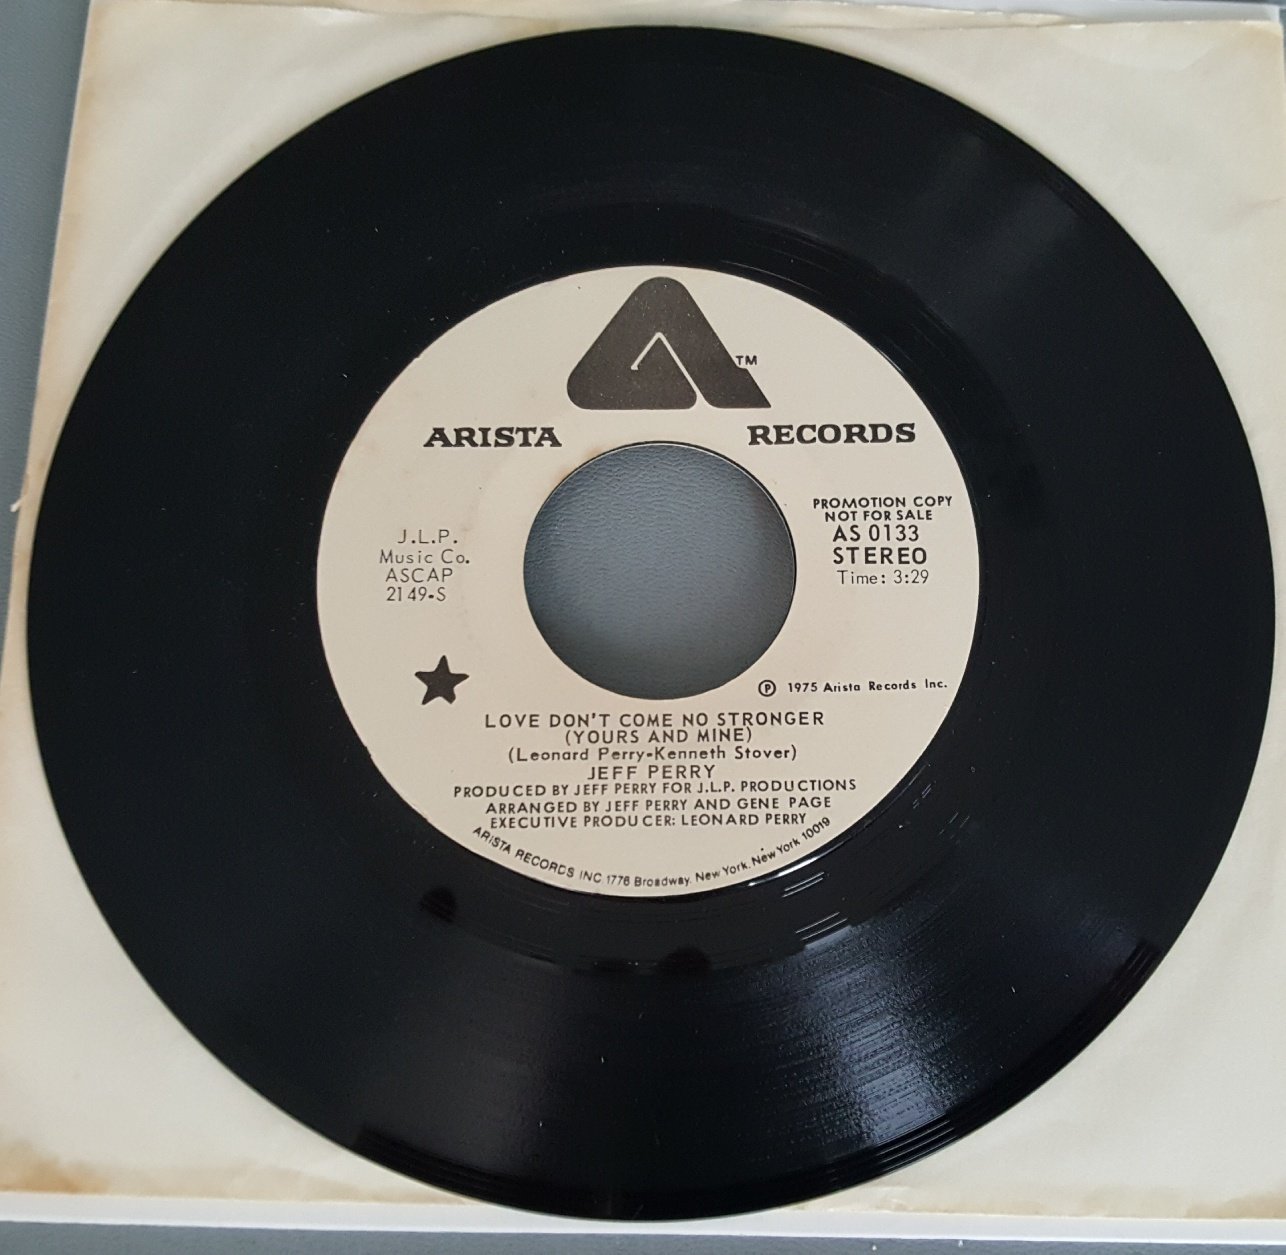 TM
ARISTA RECORDS
PROMOTION COPY
NOT FOR SALE
AS 0133
STEREO
Time: 3:29
J.L.P.
Music Co.
ASCAP
2149-S
Ⓟ 1975 Arista Records Inc.
LOVE DON'T COME NO STRONGER
(YOURS AND MINE)
(Leonard Perry-Kenneth Stover)
JEFF PERRY
PRODUCED BY JEFF PERRY FOR J.L.P. PRODUCTIONS
ARRANGED BY JEFF PERRY AND GENE PAGE
EXECUTIVE PRODUCER: LEONARD PERRY
ARISTA RECORDS INC. 1776 Broadway, New York, New York 10019